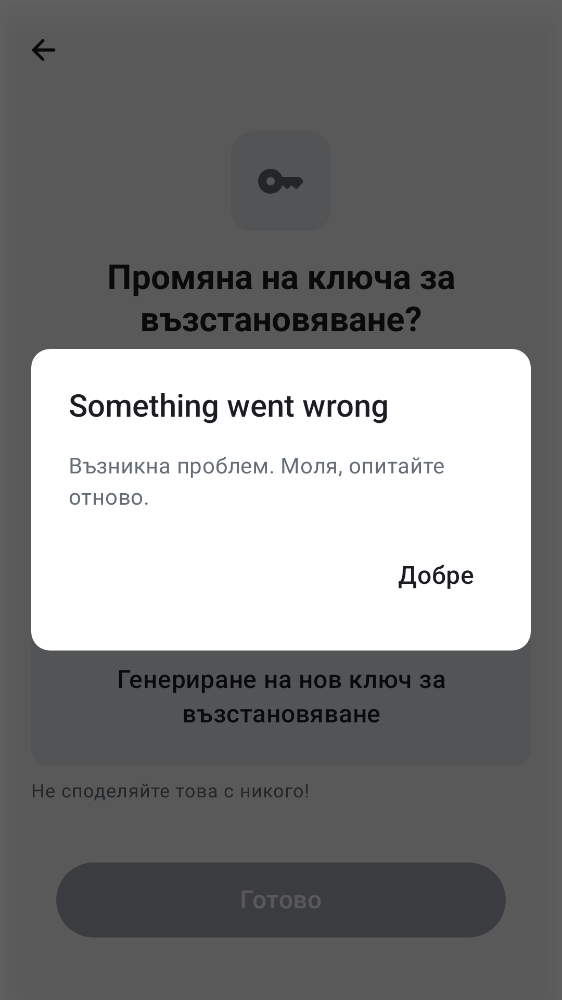 Промяна на ключа за
възстановяване?
Something went wrong
Възникна проблем. Моля, опитайте
отново.
Добре
Генериране на нов ключ за
възстановяване
Не споделяйте това с никого!
Готово